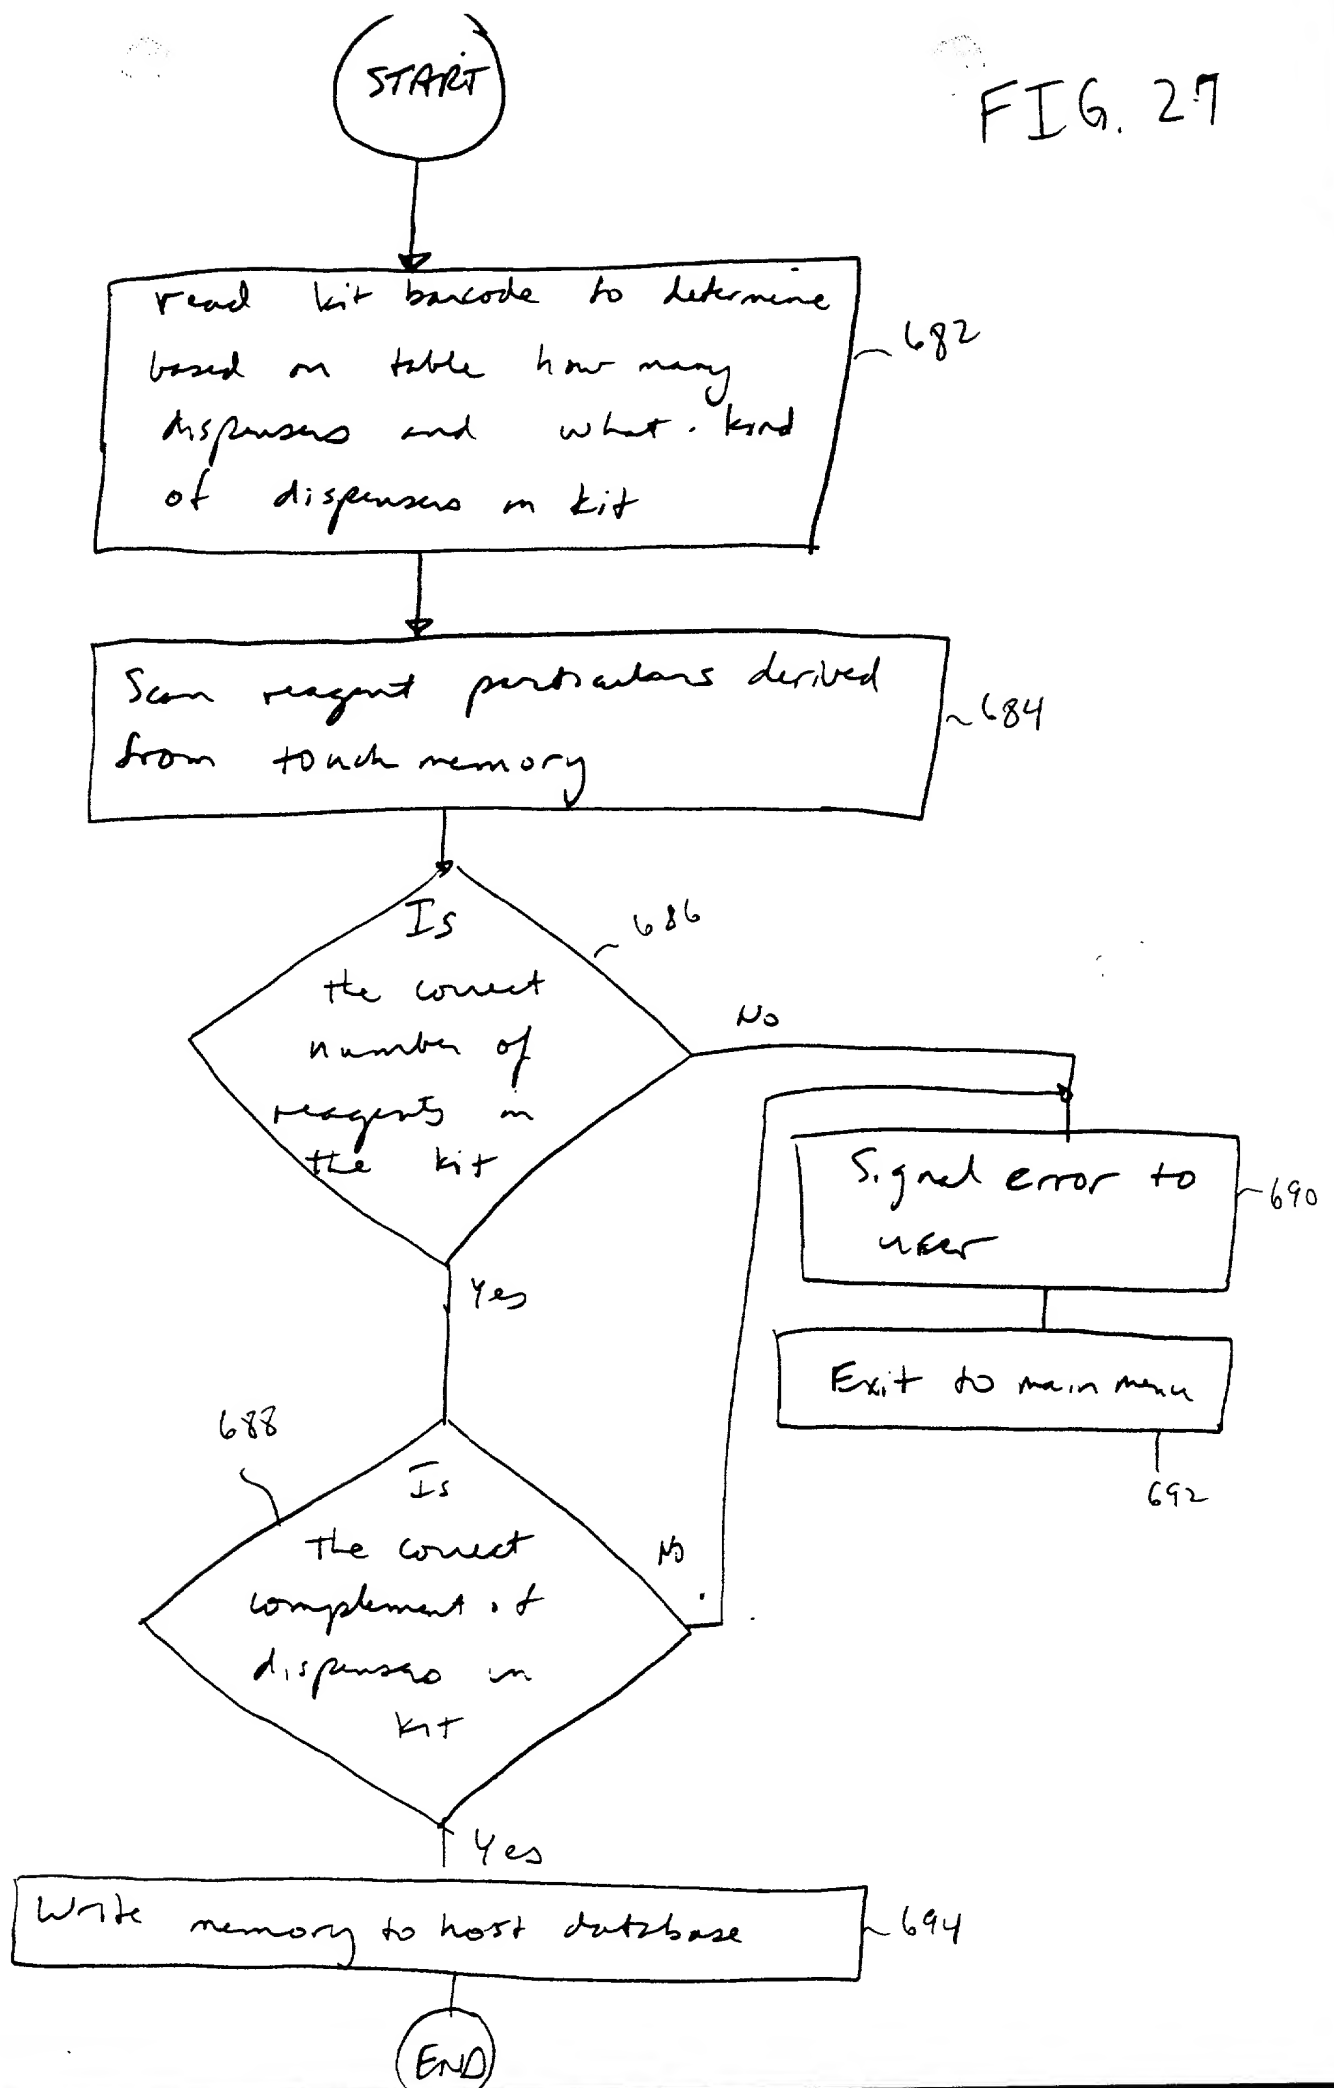 START
FIG. 27
read kit barcode to determine
based on table how many
dispensers and what kind
of dispensers in kit
682
Scan reagent particulars derived
from touch memory
684
Is
the correct
number of
reagents in
the kit
686
No
Yes
Signal error to
user
690
Exit to main menu
692
688
Is
the correct
complement of
dispensers in
kit
No
Yes
Write memory to host database
694
END